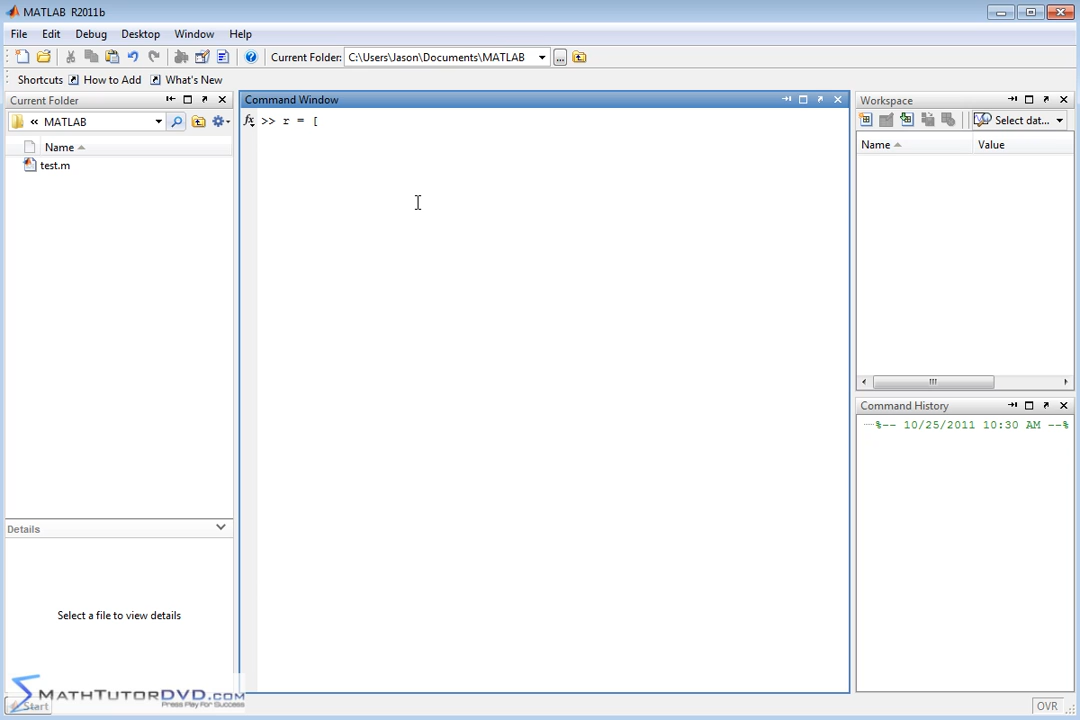 MATLAB R2011b
File Edit Debug Desktop Window Help
Current Folder: C:\Users\Jason\Documents\MATLAB ...
Shortcuts How to Add What's New
Current Folder
« MATLAB
Name
test.m
Details
Select a file to view details
Command Window
fx >> r = [
Workspace
Select dat...
Name Value
Command History
%-- 10/25/2011 10:30 AM --%
MATHTUTORDVD.COM
Press Play For Success
Start
OVR